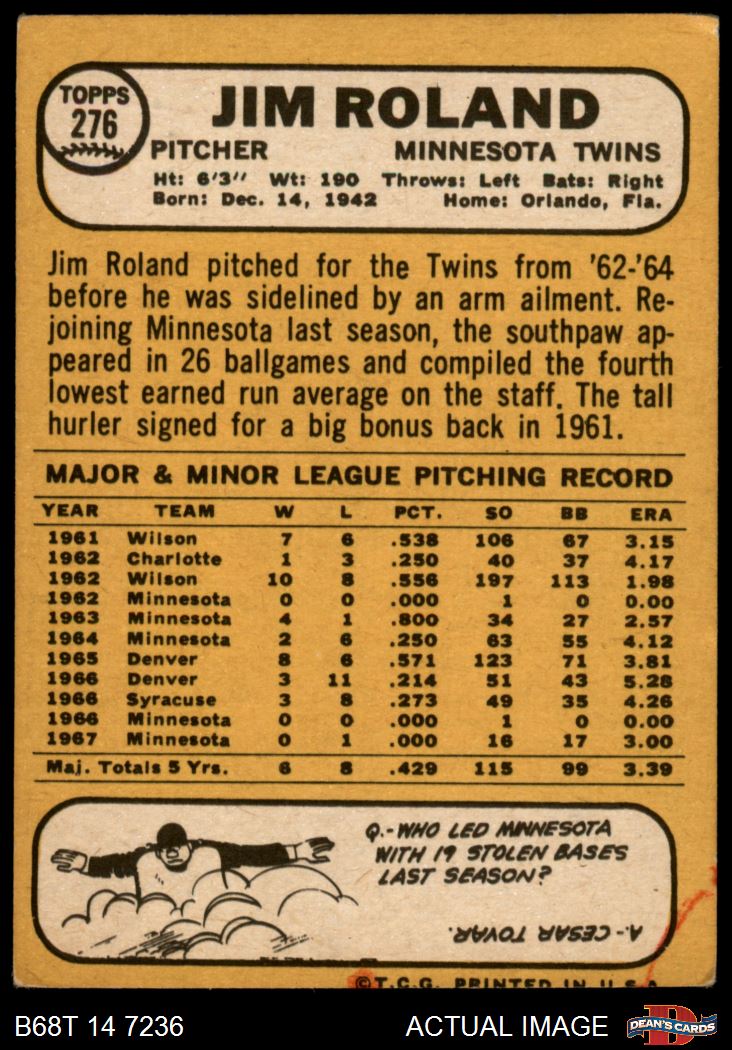 TOPPS
276
JIM ROLAND
PITCHER MINNESOTA TWINS
Ht: 6'3" Wt: 190 Throws: Left Bats: Right
Born: Dec. 14, 1942 Home: Orlando, Fla.
Jim Roland pitched for the Twins from '62-'64
before he was sidelined by an arm ailment. Re-
joining Minnesota last season, the southpaw ap-
peared in 26 ballgames and compiled the fourth
lowest earned run average on the staff. The tall
hurler signed for a big bonus back in 1961.
MAJOR & MINOR LEAGUE PITCHING RECORD
YEAR TEAM W L PCT. SO BB ERA
1961 Wilson 7 6 .538 106 67 3.15
1962 Charlotte 1 3 .250 40 37 4.17
1962 Wilson 10 8 .556 197 113 1.98
1962 Minnesota 0 0 .000 1 0 0.00
1963 Minnesota 4 1 .800 34 27 2.57
1964 Minnesota 2 6 .250 63 55 4.12
1965 Denver 8 6 .571 123 71 3.81
1966 Denver 3 11 .214 51 43 5.28
1966 Syracuse 3 8 .273 49 35 4.26
1966 Minnesota 0 0 .000 1 0 0.00
1967 Minnesota 0 1 .000 16 17 3.00
Maj. Totals 5 Yrs. 6 8 .429 115 99 3.39
Q.-WHO LED MINNESOTA
WITH 19 STOLEN BASES
LAST SEASON?
A.-CESAR TOVAR.
©T.C.G. PRINTED IN U.S.A.
B68T 14 7236 ACTUAL IMAGE
D
DEAN'S CARDS